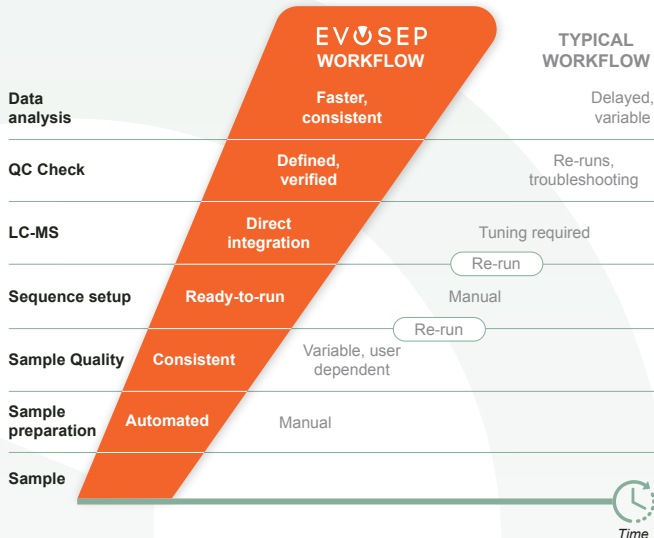 EVOSEP
WORKFLOW
TYPICAL
WORKFLOW
Data
analysis
Faster,
consistent
Delayed,
variable
QC Check
Defined,
verified
Re-runs,
troubleshooting
LC-MS
Direct
integration
Tuning required
Re-run
Sequence setup
Ready-to-run
Manual
Re-run
Sample Quality
Consistent
Variable, user
dependent
Sample
preparation
Automated
Manual
Sample
Time